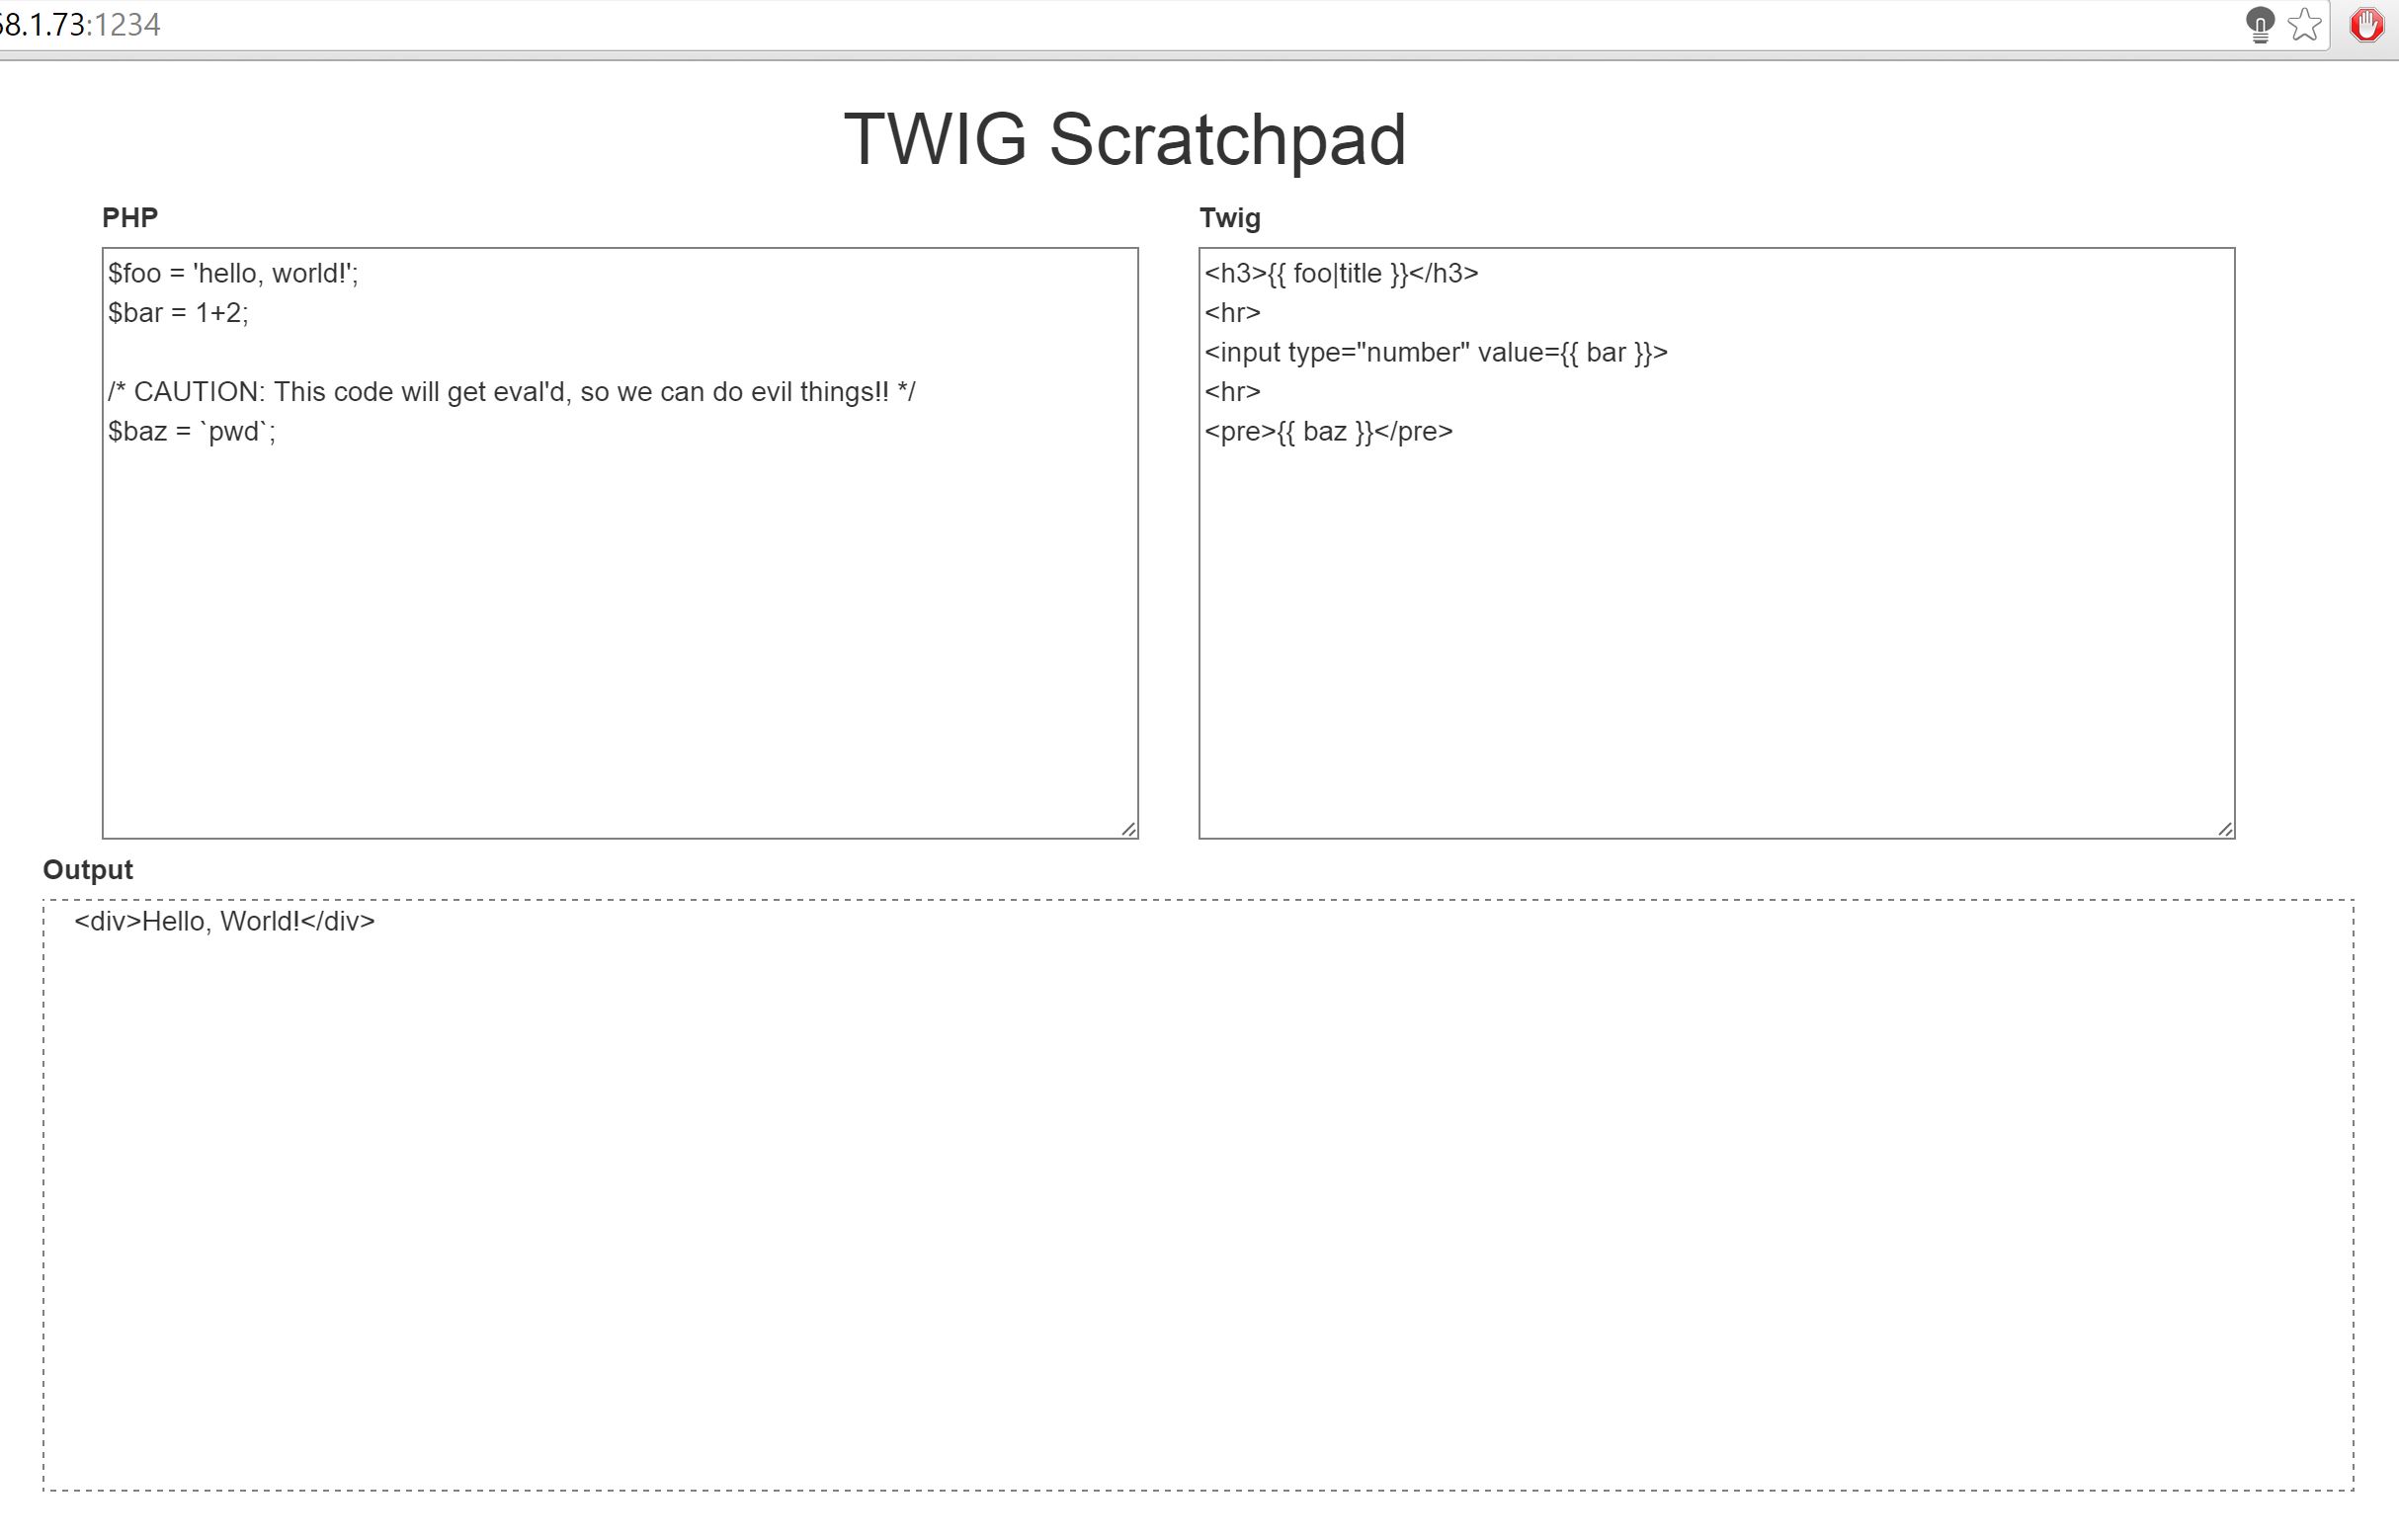 68.1.73:1234
TWIG Scratchpad
PHP
$foo = 'hello, world!';
$bar = 1+2;
/* CAUTION: This code will get eval'd, so we can do evil things!! */
$baz = `pwd`;
Twig
<h3>{{ foo|title }}</h3>
<hr>
<input type="number" value={{ bar }}>
<hr>
<pre>{{ baz }}</pre>
Output
<div>Hello, World!</div>